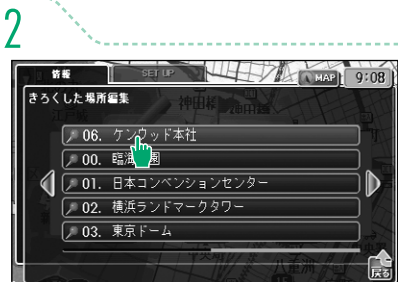 2
情報 SET UP MAP 9:08
きろくした場所編集
06. ケンウッド本社
00. 臨海 園
01. 日本コンベンションセンター
02. 横浜ランドマークタワー
03. 東京ドーム
戻る